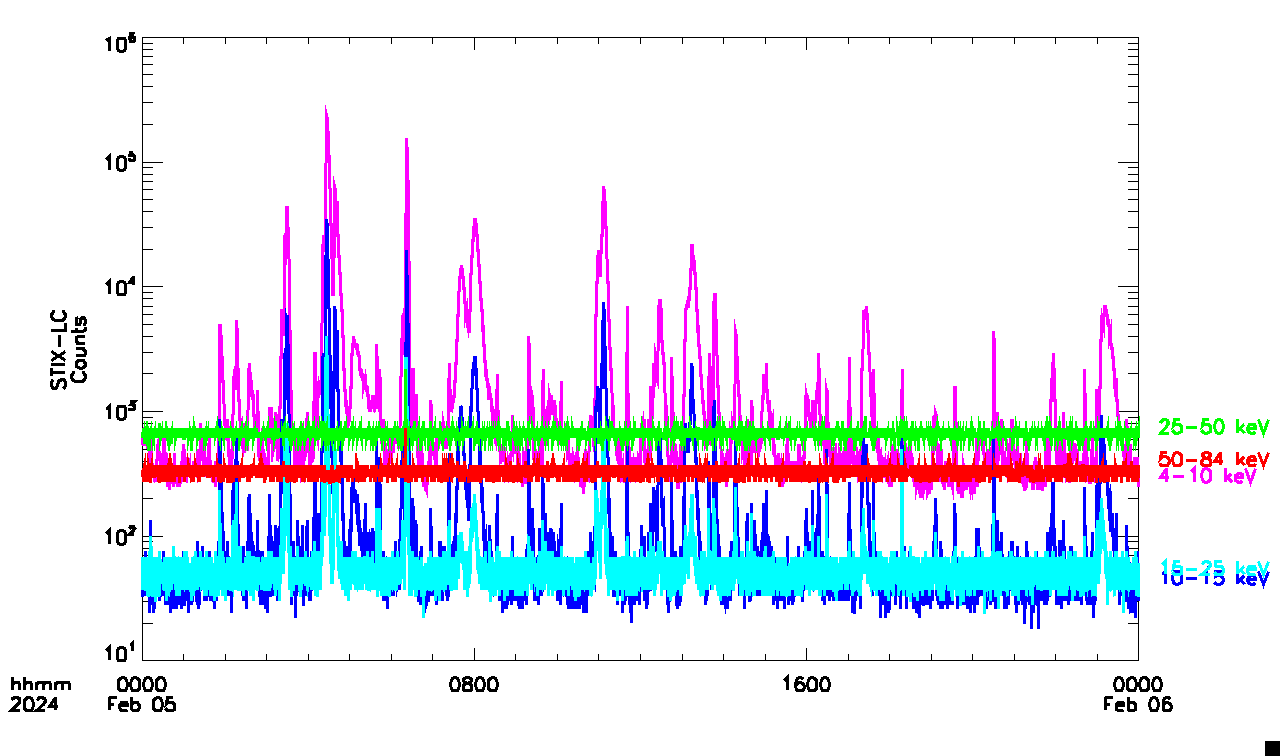 10⁶
10⁵
10⁴
10³
10²
10¹
STIX-LC
Counts
25-50 keV
50-84 keV
4-10 keV
15-25 keV
10-15 keV
hhmm 0000 0800 1600 0000
2024 Feb 05 Feb 06